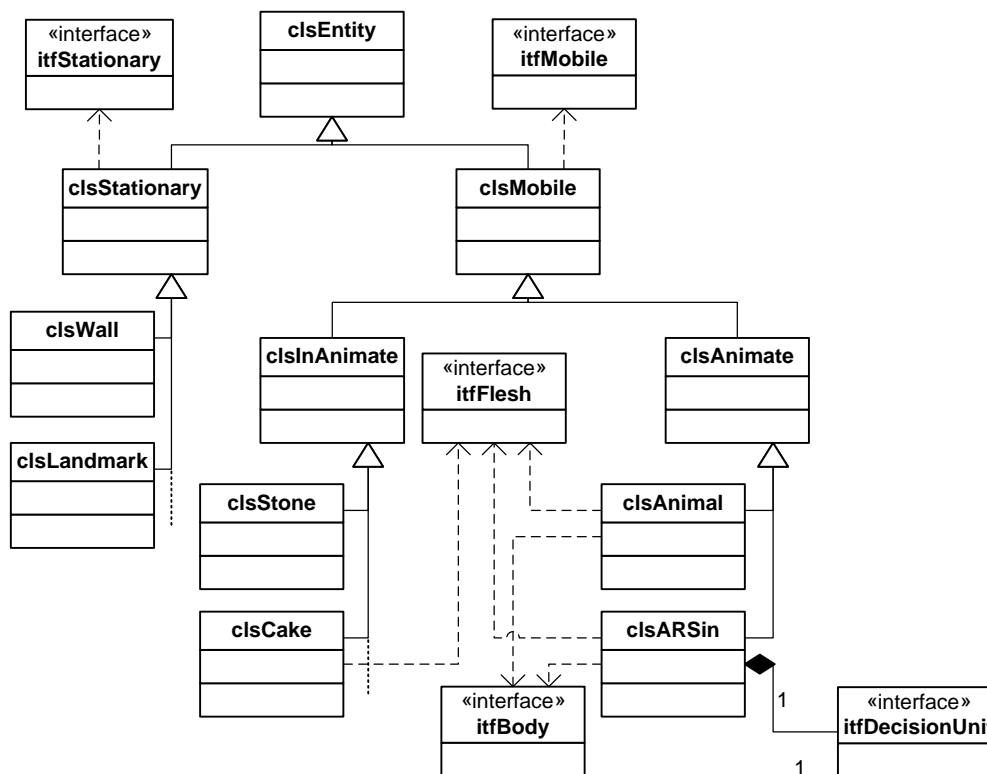 «interface»
itfStationary
clsEntity
«interface»
itfMobile
clsStationary
clsMobile
clsWall
clsInAnimate
«interface»
itfFlesh
clsAnimate
clsLandmark
clsStone
clsAnimal
clsCake
clsARSin
«interface»
itfBody
1
«interface»
itfDecisionUnit
1